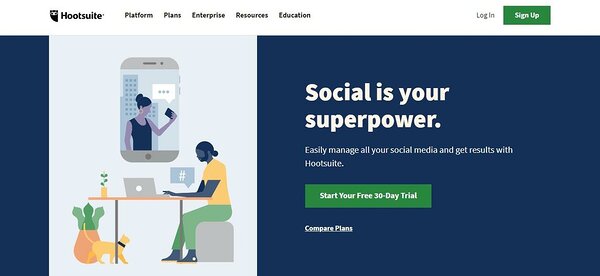 Hootsuite
Platform Plans Enterprise Resources Education
Log In Sign Up
#
Social is your
superpower.
Easily manage all your social media and get results with
Hootsuite.
Start Your Free 30-Day Trial
Compare Plans